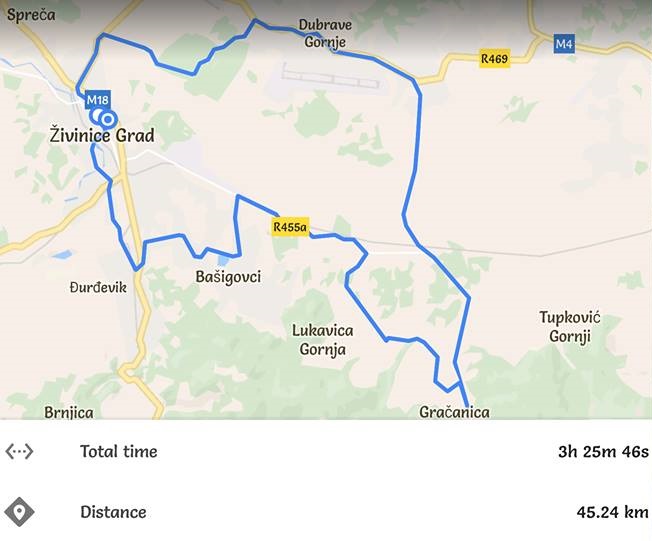 Spreča
Dubrave
Gornje
M4
R469
M18
Živinice Grad
R455a
Bašigovci
Đurđevik
Tupković
Gornji
Lukavica
Gornja
Brnjica
Gračanica
Total time
3h 25m 46s
Distance
45.24 km